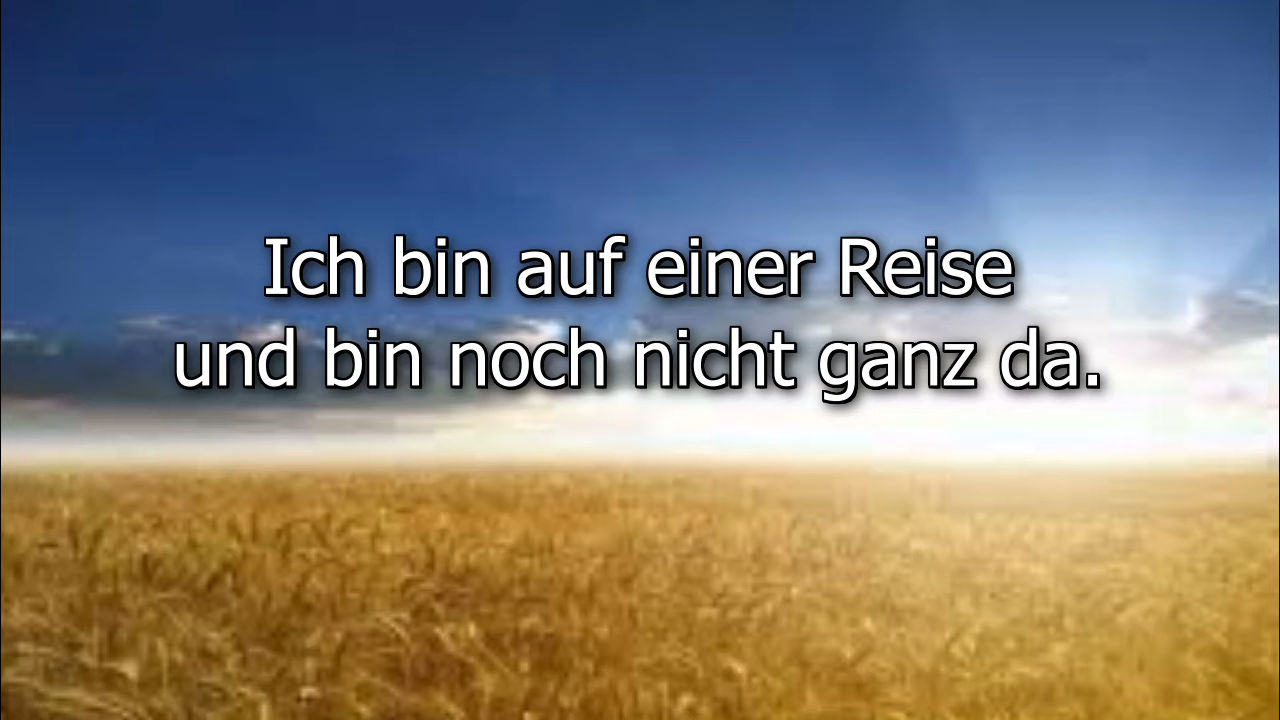 Ich bin auf einer Reise
und bin noch nicht ganz da.